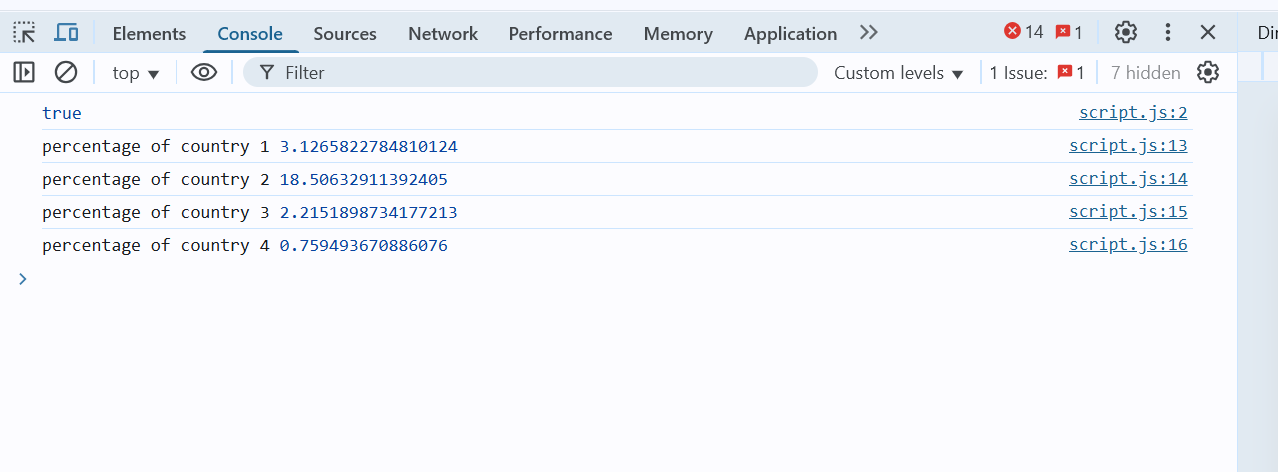 Elements Console Sources Network Performance Memory Application 14 1
top Filter Custom levels 1 Issue: 1 7 hidden
true script.js:2
percentage of country 1 3.1265822784810124 script.js:13
percentage of country 2 18.50632911392405 script.js:14
percentage of country 3 2.2151898734177213 script.js:15
percentage of country 4 0.759493670886076 script.js:16